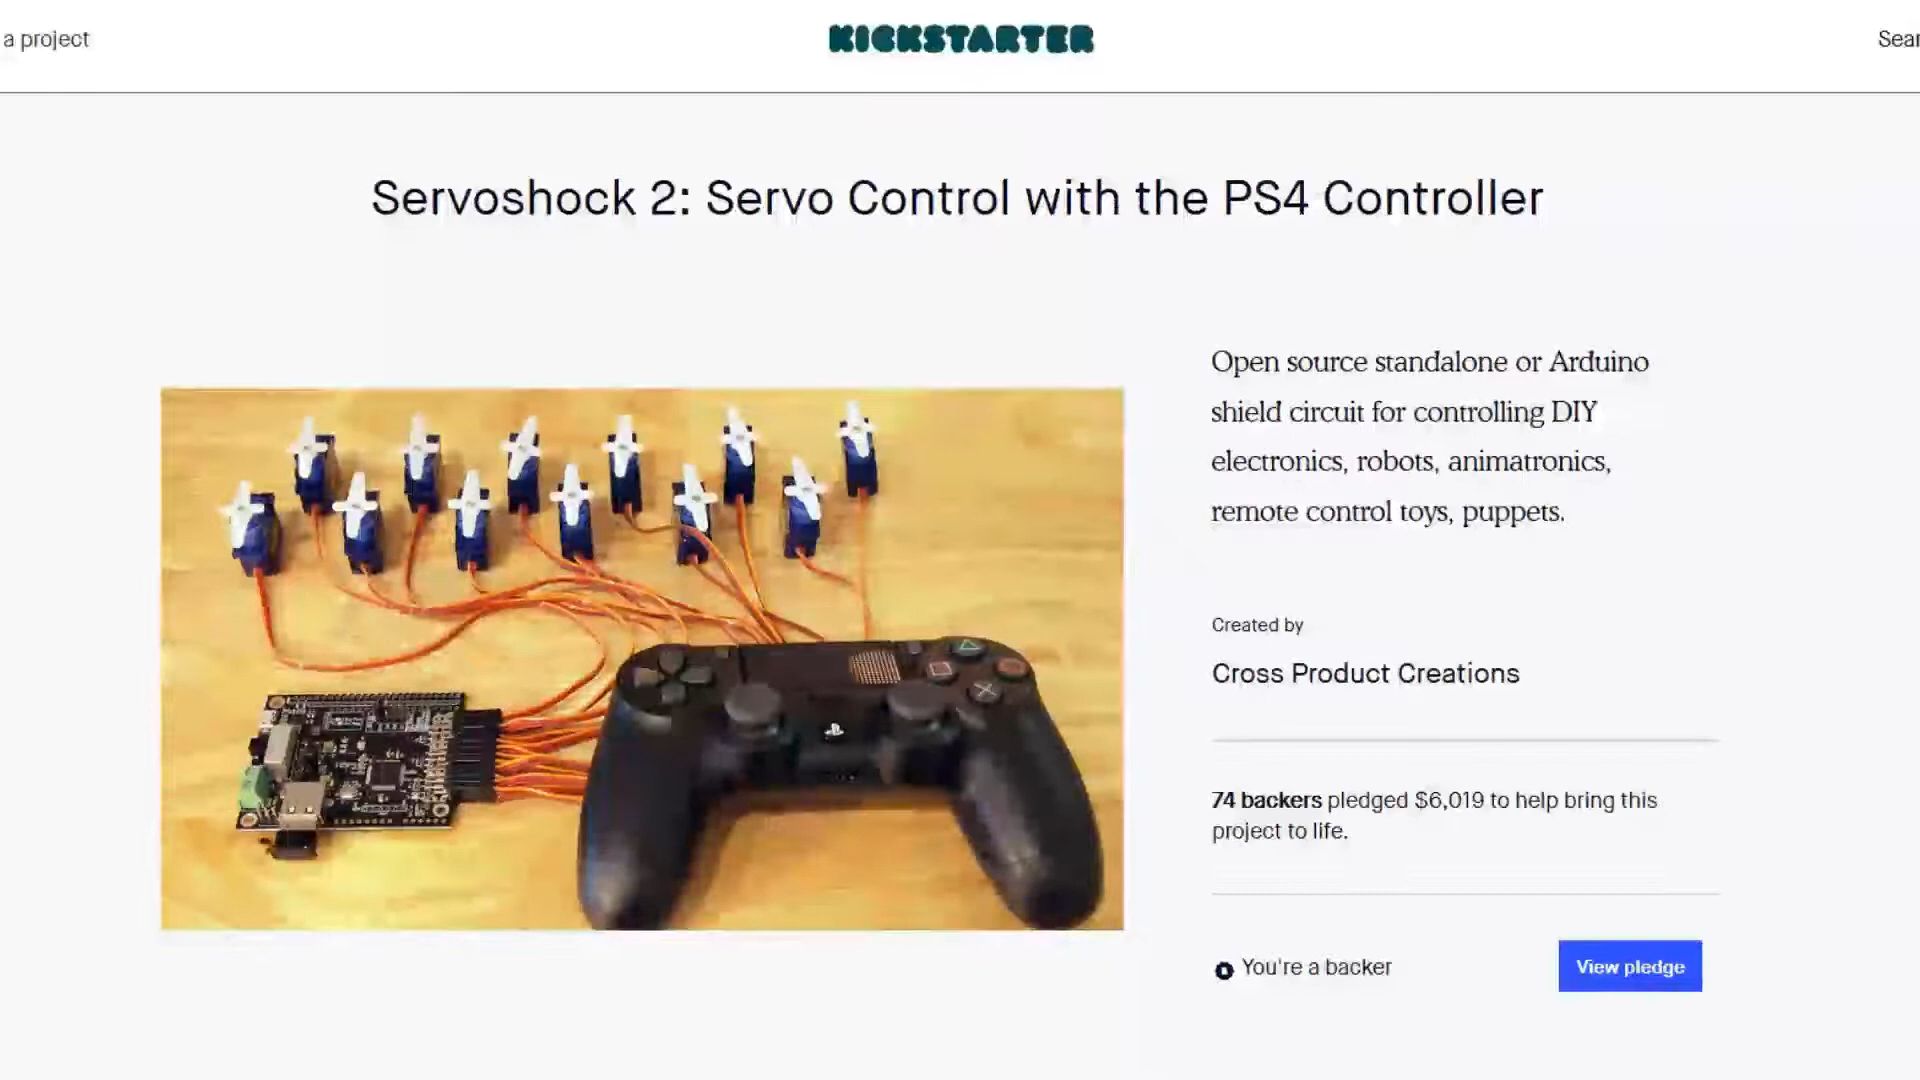 a project
KICKSTARTER
Sear
Servoshock 2: Servo Control with the PS4 Controller
Open source standalone or Arduino
shield circuit for controlling DIY
electronics, robots, animatronics,
remote control toys, puppets.
Created by
Cross Product Creations
74 backers pledged $6,019 to help bring this
project to life.
You're a backer
View pledge